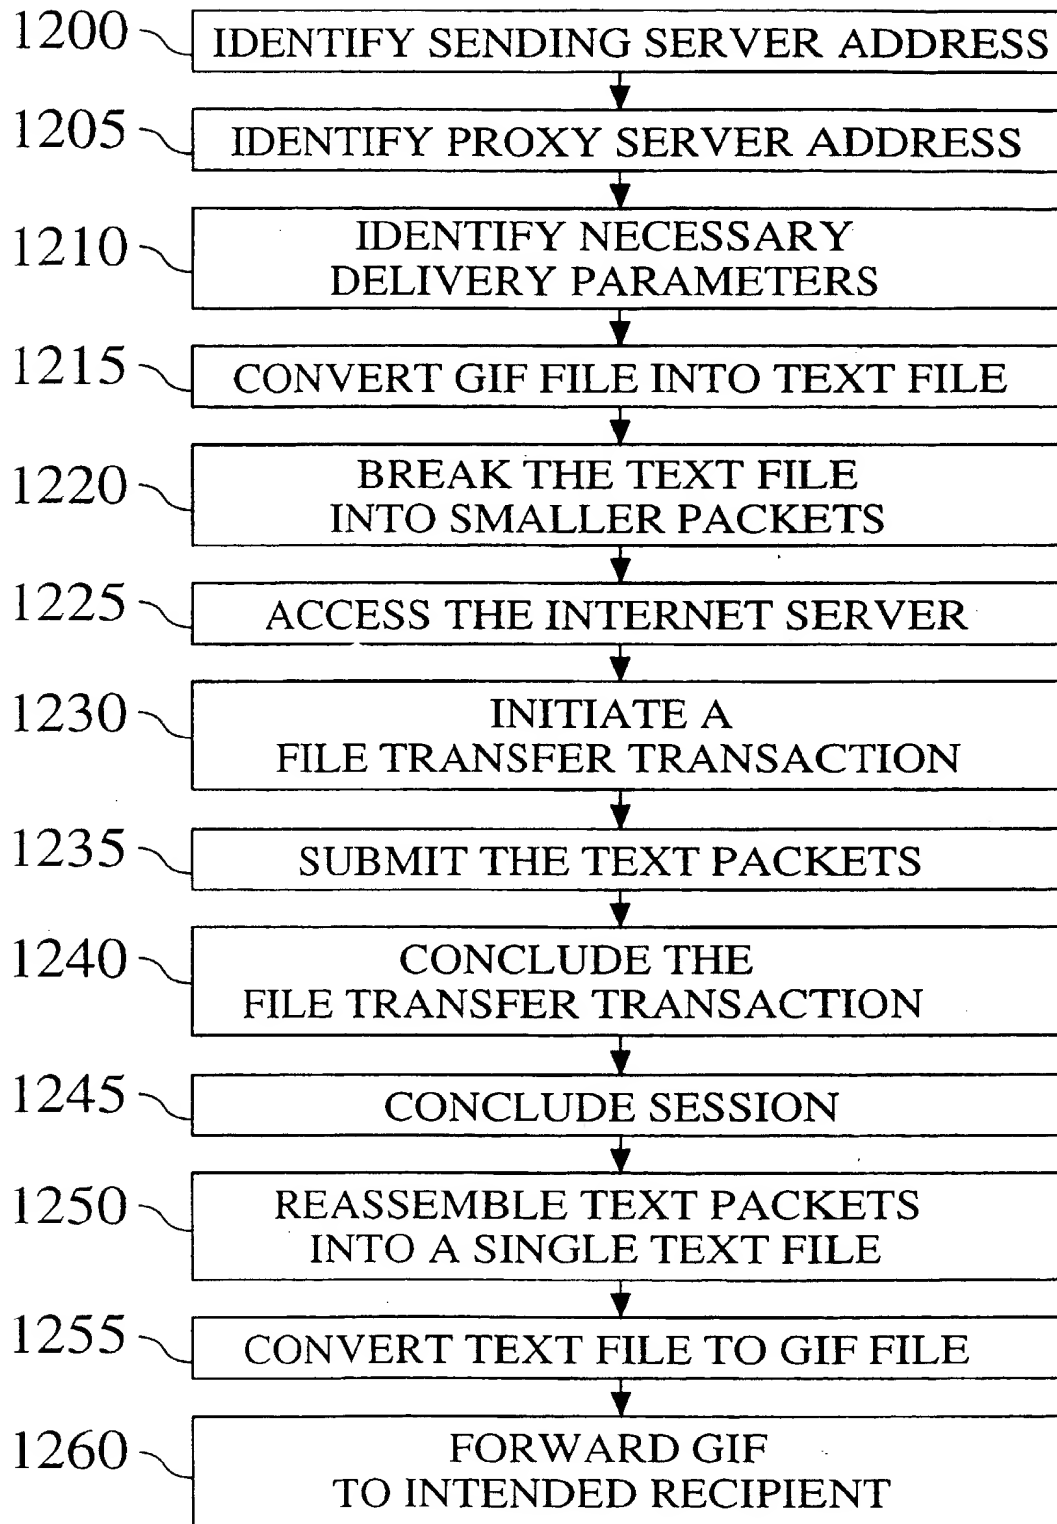 1200 IDENTIFY SENDING SERVER ADDRESS
1205 IDENTIFY PROXY SERVER ADDRESS
1210 IDENTIFY NECESSARY
DELIVERY PARAMETERS
1215 CONVERT GIF FILE INTO TEXT FILE
1220 BREAK THE TEXT FILE
INTO SMALLER PACKETS
1225 ACCESS THE INTERNET SERVER
1230 INITIATE A
FILE TRANSFER TRANSACTION
1235 SUBMIT THE TEXT PACKETS
1240 CONCLUDE THE
FILE TRANSFER TRANSACTION
1245 CONCLUDE SESSION
1250 REASSEMBLE TEXT PACKETS
INTO A SINGLE TEXT FILE
1255 CONVERT TEXT FILE TO GIF FILE
1260 FORWARD GIF
TO INTENDED RECIPIENT